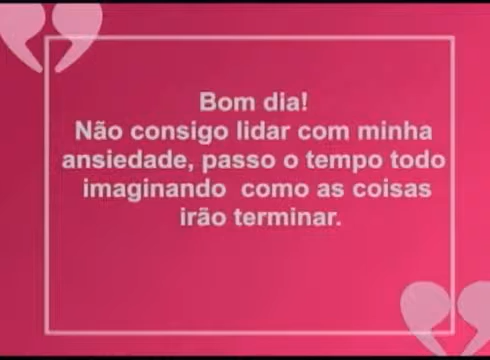 Bom dia!
Não consigo lidar com minha
ansiedade, passo o tempo todo
imaginando como as coisas
irão terminar.